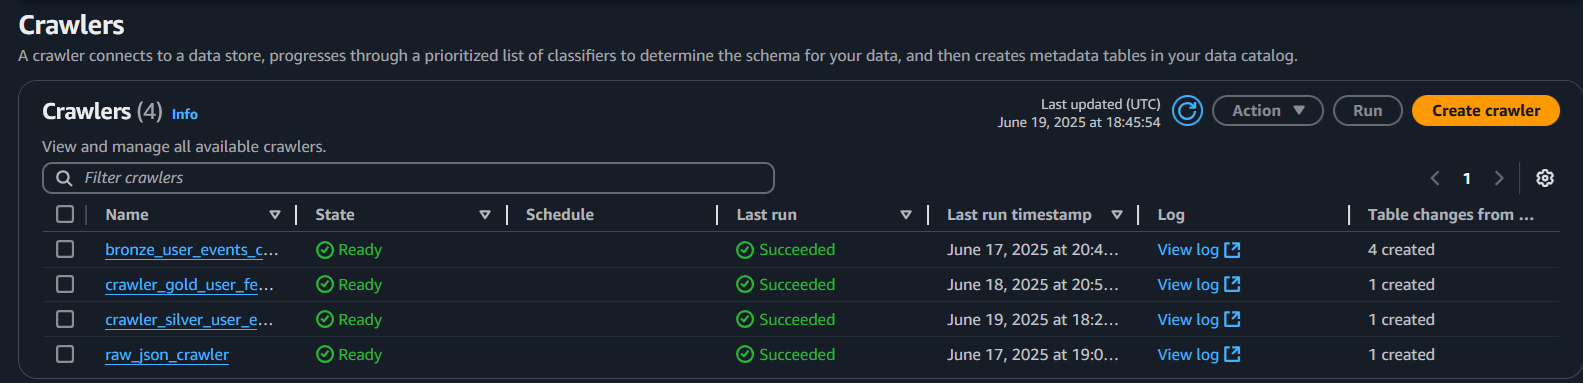 Crawlers
A crawler connects to a data store, progresses through a prioritized list of classifiers to determine the schema for your data, and then creates metadata tables in your data catalog.
Crawlers (4) Info
Last updated (UTC)
June 19, 2025 at 18:45:54
Action
Run
Create crawler
View and manage all available crawlers.
Filter crawlers
1
Name State Schedule Last run Last run timestamp Log Table changes from ...
bronze_user_events_c... Ready Succeeded June 17, 2025 at 20:4... View log 4 created
crawler_gold_user_fe... Ready Succeeded June 18, 2025 at 20:5... View log 1 created
crawler_silver_user_e... Ready Succeeded June 19, 2025 at 18:2... View log 1 created
raw_json_crawler Ready Succeeded June 17, 2025 at 19:0... View log 1 created